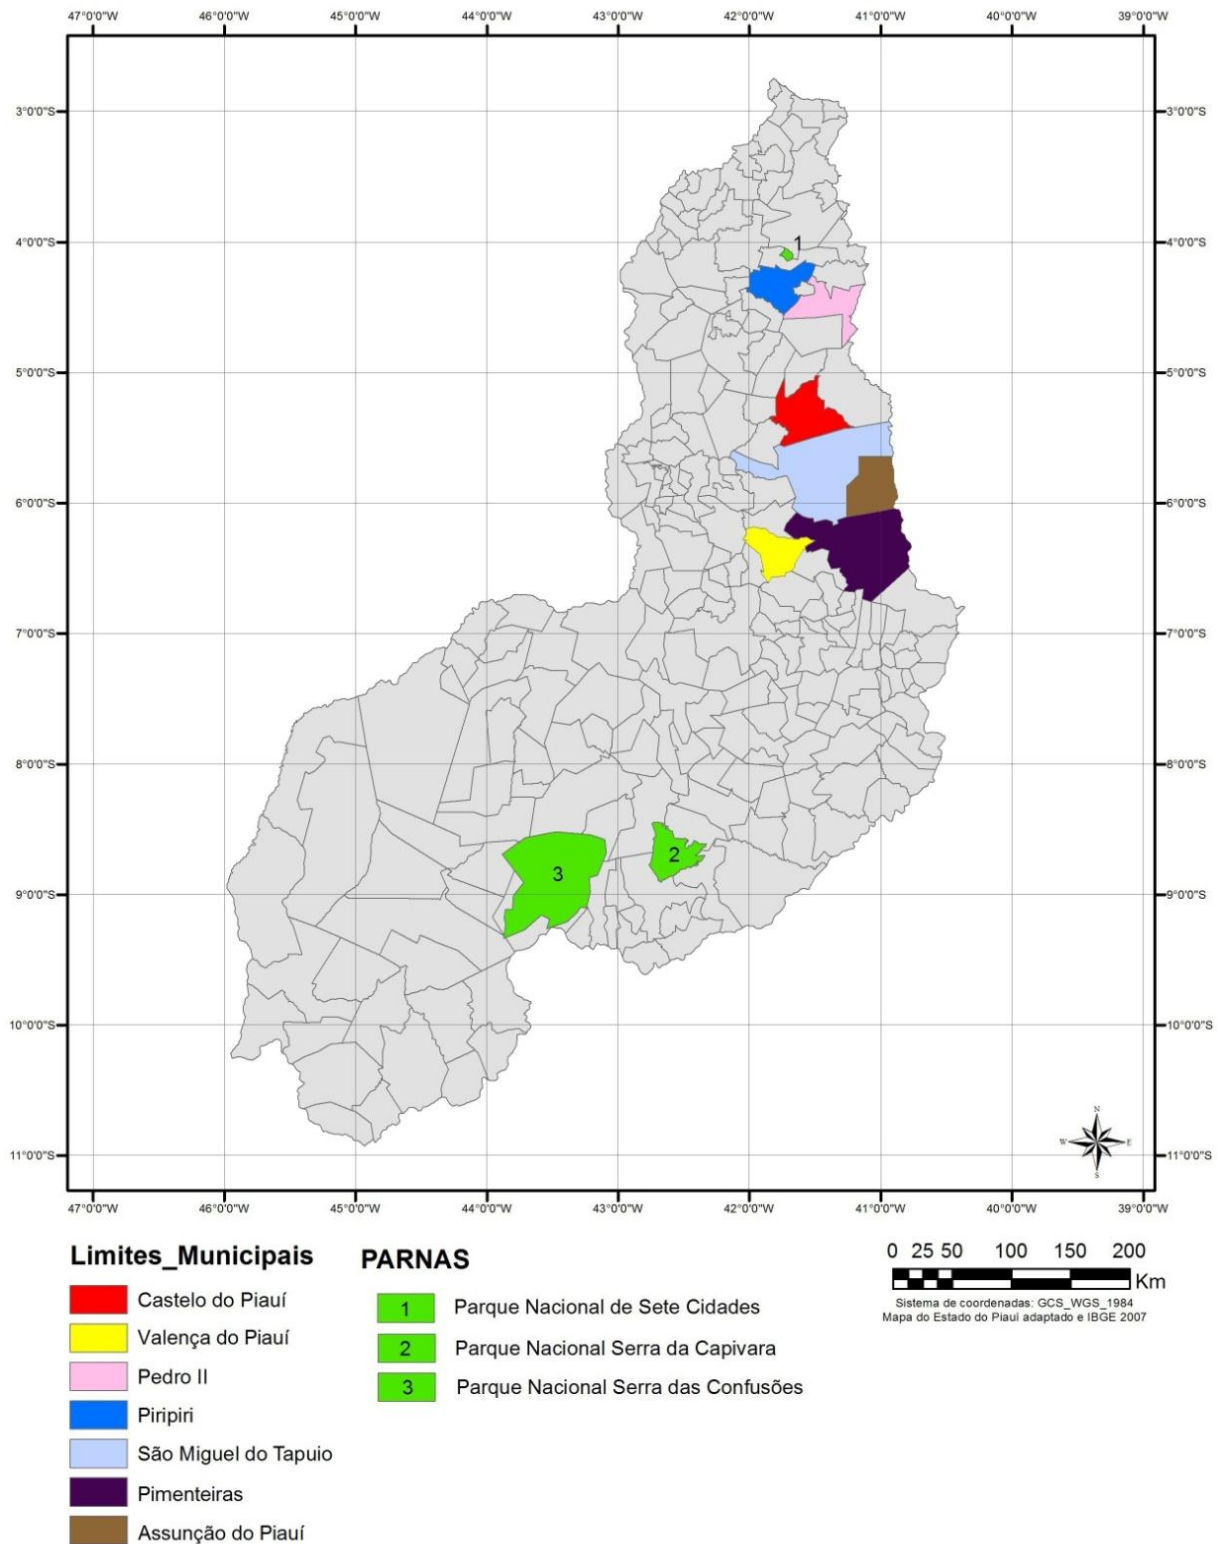 47°0'0"W 46°0'0"W 45°0'0"W 44°0'0"W 43°0'0"W 42°0'0"W 41°0'0"W 40°0'0"W 39°0'0"W
3°0'0"S 3°0'0"S
4°0'0"S 1 4°0'0"S
5°0'0"S 5°0'0"S
6°0'0"S 6°0'0"S
7°0'0"S 7°0'0"S
8°0'0"S 8°0'0"S
2
3
9°0'0"S 9°0'0"S
10°0'0"S 10°0'0"S
N
W E
S
11°0'0"S 11°0'0"S
47°0'0"W 46°0'0"W 45°0'0"W 44°0'0"W 43°0'0"W 42°0'0"W 41°0'0"W 40°0'0"W 39°0'0"W
Limites_Municipais
Castelo do Piauí
Valença do Piauí
Pedro II
Piripiri
São Miguel do Tapuio
Pimenteiras
Assunção do Piauí
PARNAS
1 Parque Nacional de Sete Cidades
2 Parque Nacional Serra da Capivara
3 Parque Nacional Serra das Confusões
0 25 50 100 150 200
Km
Sistema de coordenadas: GCS_WGS_1984
Mapa do Estado do Piauí adaptado e IBGE 2007